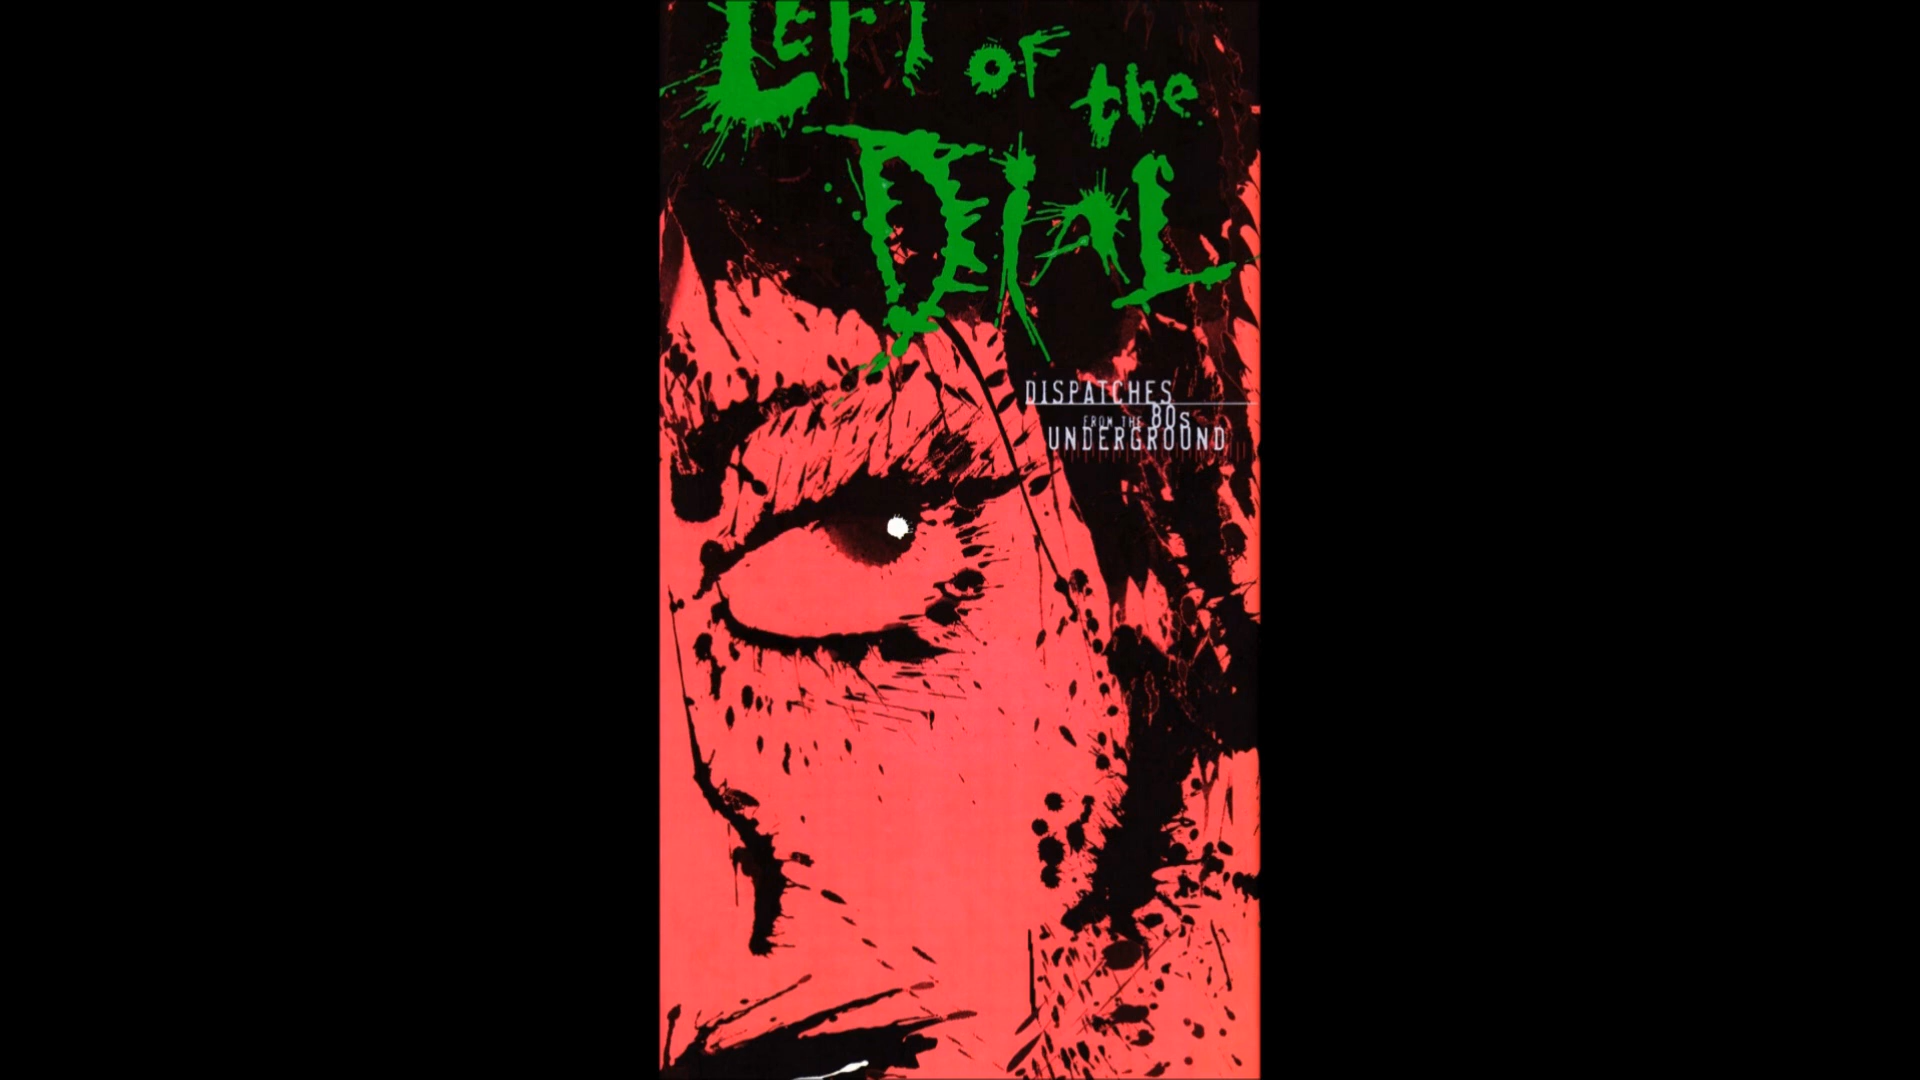 Left of the
Dial
DISPATCHES
FROM THE 80s
UNDERGROUND